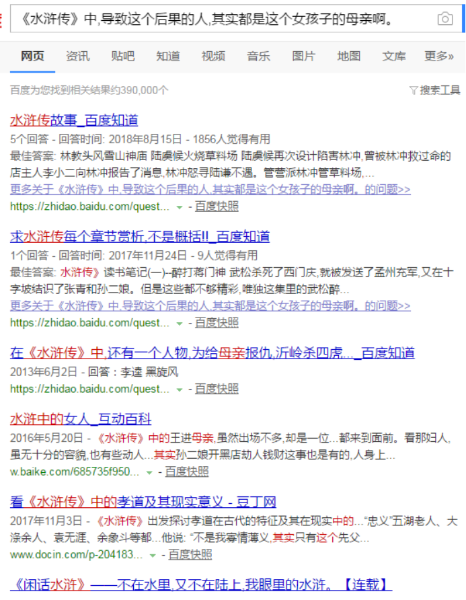 《水浒传》中,导致这个后果的人,其实都是这个女孩子的母亲啊。
网页 资讯 贴吧 知道 视频 音乐 图片 地图 文库 更多»
百度为您找到相关结果约390,000个 搜索工具
水浒传故事_百度知道
5个回答 - 回答时间: 2018年8月15日 - 1856人觉得有用
最佳答案: 林教头风雪山神庙 陆虞候火烧草料场 陆虞候再次设计陷害林冲,曾被林冲救过命的
店主人李小二向林冲报告了消息,林冲怒寻陆谦不遇。管营派林冲管草料场,...
更多关于《水浒传》中,导致这个后果的人,其实都是这个女孩子的母亲啊。的问题>>
https://zhidao.baidu.com/quest... - 百度快照
求水浒传每个章节赏析,不是概括!!_百度知道
1个回答 - 回答时间: 2017年11月24日 - 9人觉得有用
最佳答案: 水浒传》读书笔记(一)--醉打蒋门神 武松杀死了西门庆,就被发送了孟州充军,又在十
字坡结识了张青和孙二娘。但是这些都不够精彩,唯独这集里的武松醉...
更多关于《水浒传》中,导致这个后果的人,其实都是这个女孩子的母亲啊。的问题>>
https://zhidao.baidu.com/quest... - 百度快照
在《水浒传》中,还有一个人物,为给母亲报仇,沂岭杀四虎..._百度知道
2013年6月2日 - 回答：李逵 黑旋风
https://zhidao.baidu.com/quest... - 百度快照
水浒中的女人_互动百科
2016年5月20日 - 《水浒传》中的王进母亲,虽然出场不多,却是一位...都来到面前。看那妇人,
虽无十分的容貌,也有些动人...其实孙二娘开黑店劫人钱财这事也是有的,人身上...
w.baike.com/685735f950... - 百度快照
看《水浒传》中的孝道及其现实意义 - 豆丁网
2017年11月3日 - 《水浒传》出发探讨孝道在古代的特征及其在现实中的...“忠义”五湖老人、大
涤余人、袁无涯、余象斗等都...他说: “不是我寡情薄义,其实只有这个先父...
www.docin.com/p-204183... - 百度快照
《闲话水浒》——不在水里,又不在陆上,我眼里的水浒。【连载】